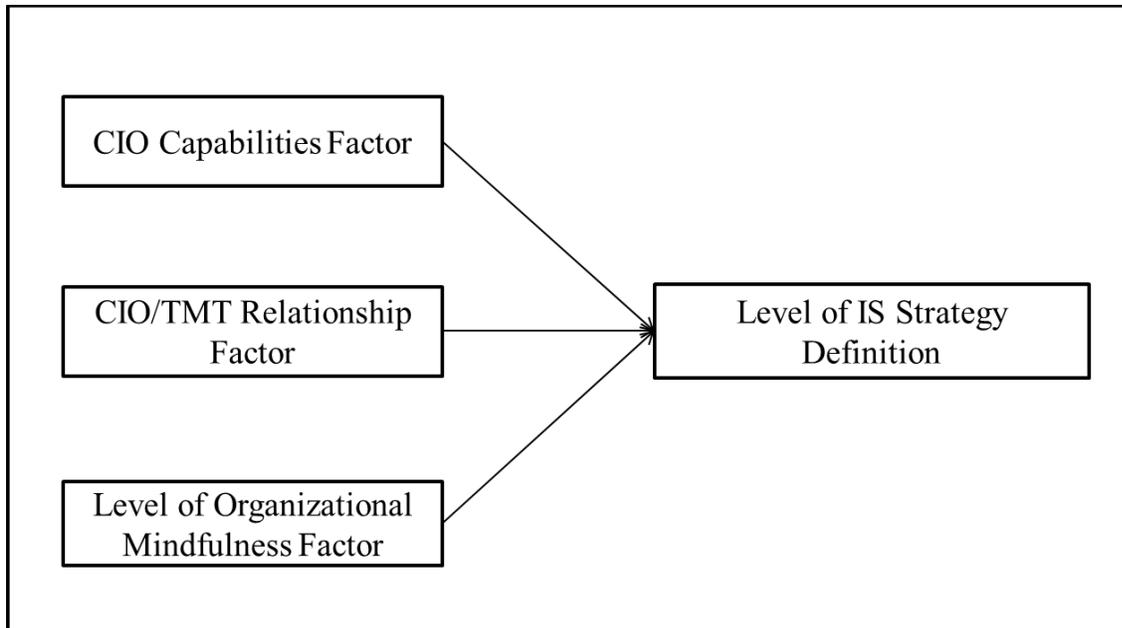 CIO Capabilities Factor
CIO/TMT Relationship
Factor
Level of IS Strategy
Definition
Level of Organizational
Mindfulness Factor